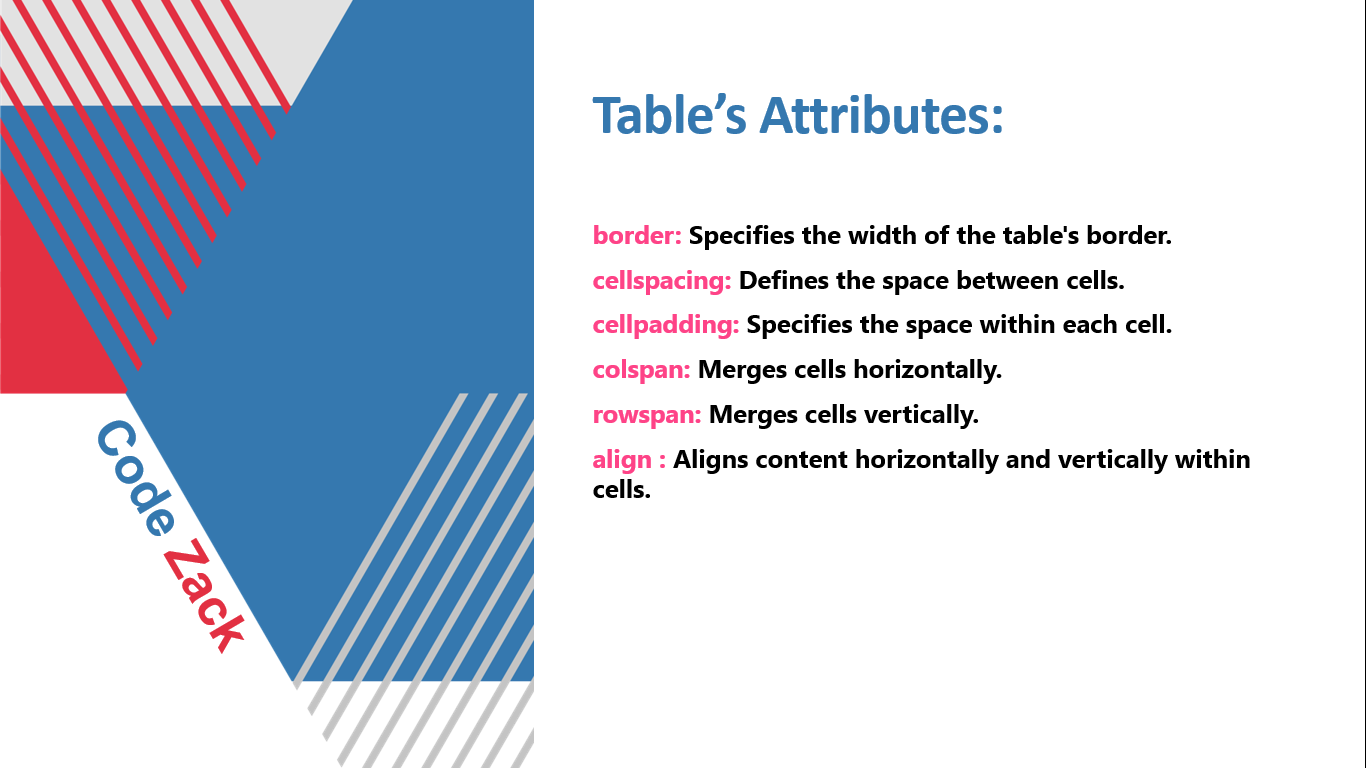 Table’s Attributes:
border: Specifies the width of the table's border.
cellspacing: Defines the space between cells.
cellpadding: Specifies the space within each cell.
colspan: Merges cells horizontally.
rowspan: Merges cells vertically.
align : Aligns content horizontally and vertically within
cells.
Code Zack